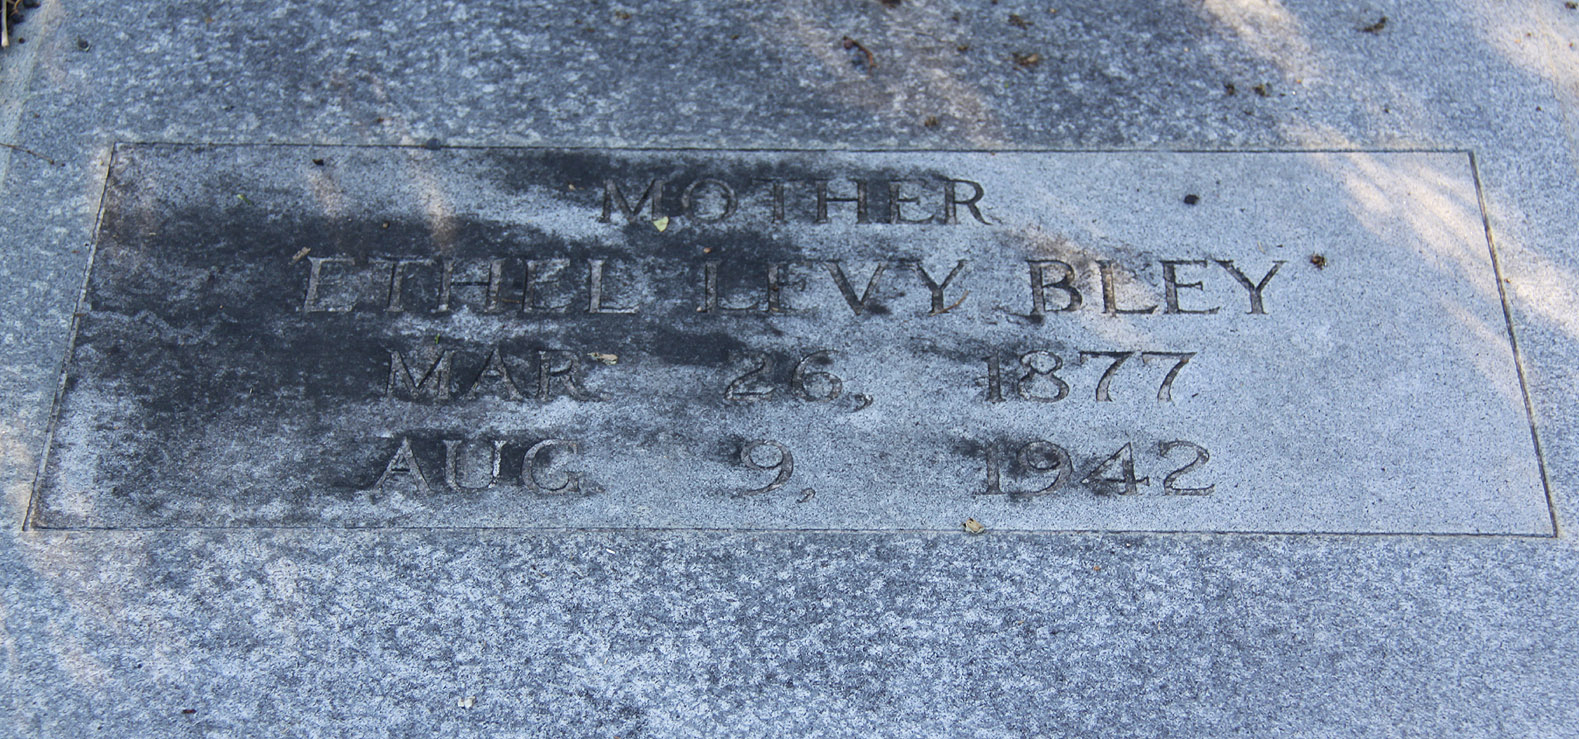 MOTHER
ETHEL LEVY BLEY
MAR 26, 1877
AUG 9, 1942